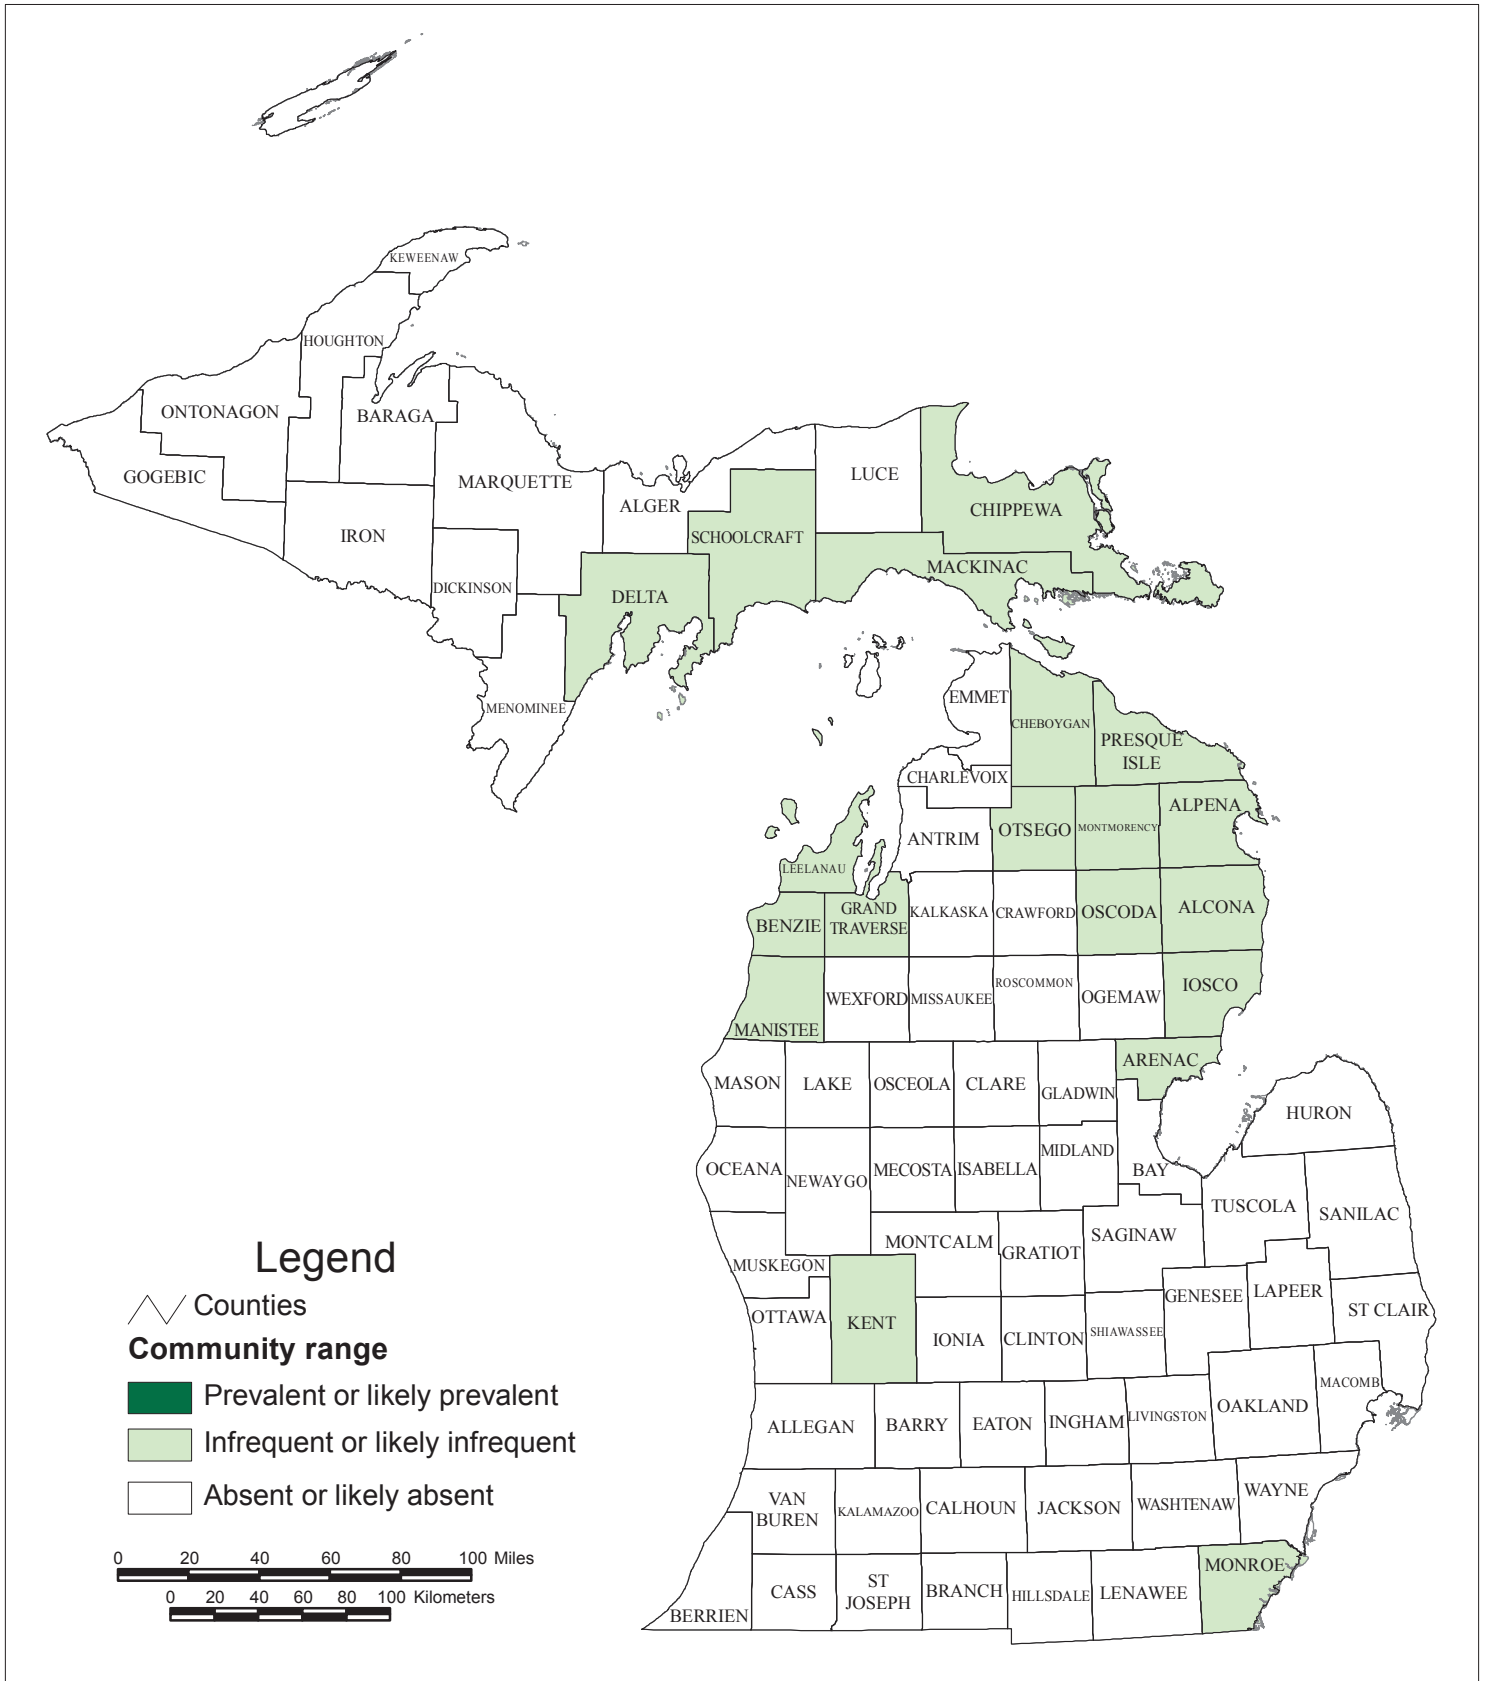 KEWEENAW
HOUGHTON
ONTONAGON
BARAGA
GOGEBIC
MARQUETTE
LUCE
ALGER
CHIPPEWA
IRON
SCHOOLCRAFT
MACKINAC
DICKINSON
DELTA
EMMET
MENOMINEE
CHEBOYGAN
PRESQUE
ISLE
CHARLEVOIX
ALPENA
OTSEGO
MONTMORENCY
ANTRIM
LEELANAU
GRAND
TRAVERSE
KALKASKA
CRAWFORD
OSCODA
ALCONA
BENZIE
WEXFORD
MISSAUKEE
ROSCOMMON
OGEMAW
IOSCO
MANISTEE
ARENAC
MASON
LAKE
OSCEOLA
CLARE
GLADWIN
HURON
OCEANA
NEWAYGO
MECOSTA
ISABELLA
MIDLAND
BAY
TUSCOLA
SANILAC
MONTCALM
GRATIOT
SAGINAW
MUSKEGON
GENESEE
LAPEER
ST CLAIR
OTTAWA
KENT
IONIA
CLINTON
SHIAWASSEE
MACOMB
ALLEGAN
BARRY
EATON
INGHAM
LIVINGSTON
OAKLAND
VAN
BUREN
KALAMAZOO
CALHOUN
JACKSON
WASHTENAW
WAYNE
MONROE
BERRIEN
CASS
ST
JOSEPH
BRANCH
HILLSDALE
LENAWEE
Legend
Counties
Community range
Prevalent or likely prevalent
Infrequent or likely infrequent
Absent or likely absent
0 20 40 60 80 100 Miles
0 20 40 60 80 100 Kilometers